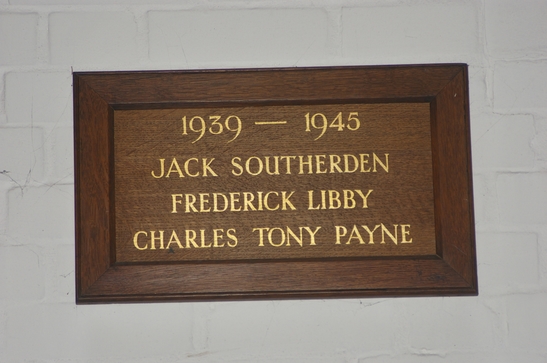 1939 — 1945
JACK SOUTHERDEN
FREDERICK LIBBY
CHARLES TONY PAYNE